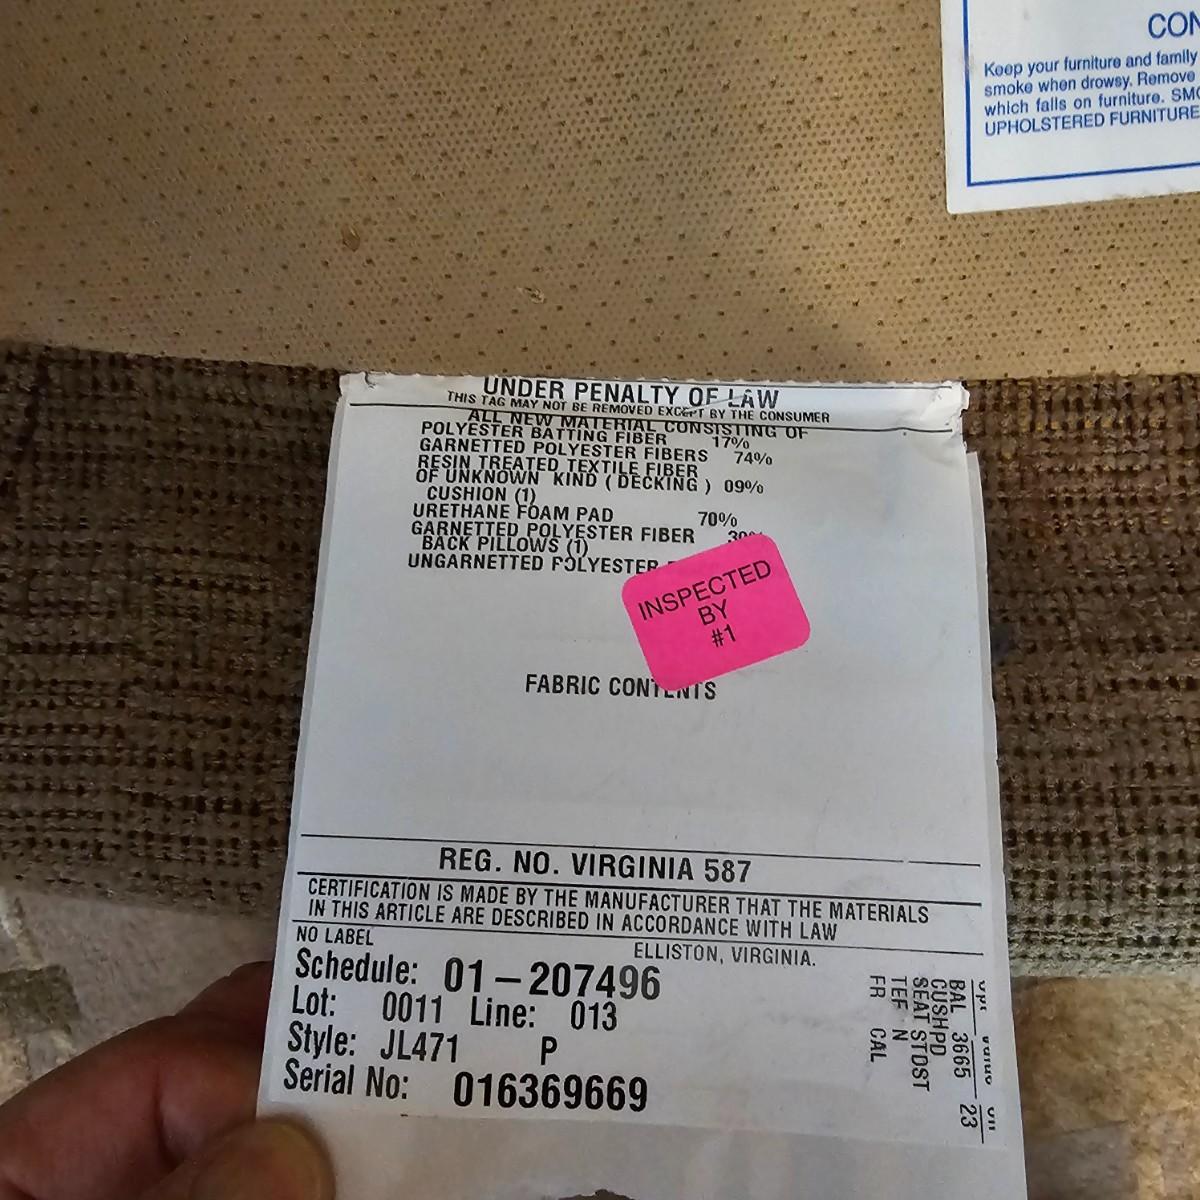 CON
Keep your furniture and family
smoke when drowsy. Remove
which falls on furniture. SMO
UPHOLSTERED FURNITURE
UNDER PENALTY OF LAW
THIS TAG MAY NOT BE REMOVED EXCEPT BY THE CONSUMER
ALL NEW MATERIAL CONSISTING OF
POLYESTER BATTING FIBER 17%
GARNETTED POLYESTER FIBERS 74%
RESIN TREATED TEXTILE FIBER
OF UNKNOWN KIND ( DECKING ) 09%
CUSHION (1)
URETHANE FOAM PAD 70%
GARNETTED POLYESTER FIBER 30%
BACK PILLOWS (1)
UNGARNETTED POLYESTER
INSPECTED
BY
#1
FABRIC CONTENTS
REG. NO. VIRGINIA 587
CERTIFICATION IS MADE BY THE MANUFACTURER THAT THE MATERIALS
IN THIS ARTICLE ARE DESCRIBED IN ACCORDANCE WITH LAW
NO LABEL
ELLISTON, VIRGINIA.
Schedule: 01-207496
Lot: 0011 Line: 013
Style: JL471 P
Serial No: 016369669
BAL 3665 23
CUSHPD
SEAT STDST
TEF N
FR CAL